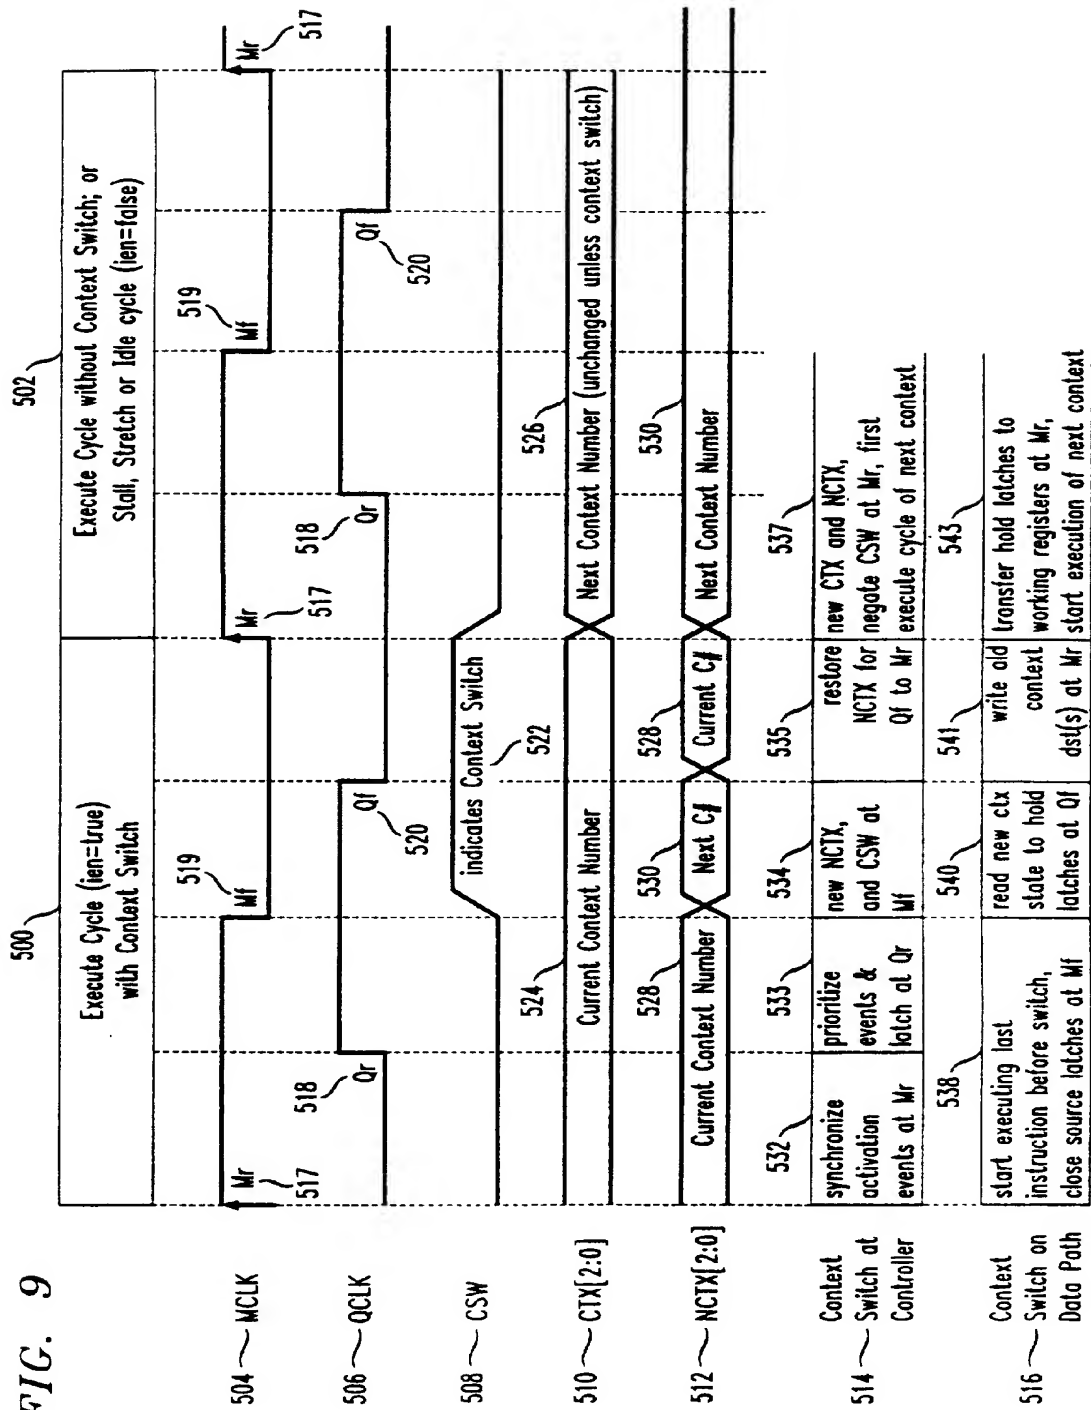 FIG. 9
500
502
Execute Cycle (ien=true)
with Context Switch
Execute Cycle without Context Switch; or
Stall, Stretch or Idle cycle (ien=false)
504
MCLK
Mr
517
519
Mf
Mr
517
519
Mf
Mr
517
506
QCLK
518
Qr
520
Qf
518
Qr
520
Qf
508
CSW
indicates Context Switch
522
510
CTX[2:0]
524
Current Context Number
526
Next Context Number (unchanged unless context switch)
512
NCTX[2:0]
528
Current Context Number
530
Next C#
528
Current C#
530
Next Context Number
514
Context
Switch at
Controller
532
synchronize
activation
events at Mr
533
prioritize
events &
latch at Qr
534
new NCTX,
and CSW at
Mf
535
restore
NCTX for
Qf to Mr
537
new CTX and NCTX,
negate CSW at Mr, first
execute cycle of next context
516
Context
Switch on
Data Path
538
start executing last
instruction before switch,
close source latches at Mf
540
read new ctx
state to hold
latches at Qf
541
write old
context
dst(s) at Mr
543
transfer hold latches to
working registers at Mr,
start execution of next context